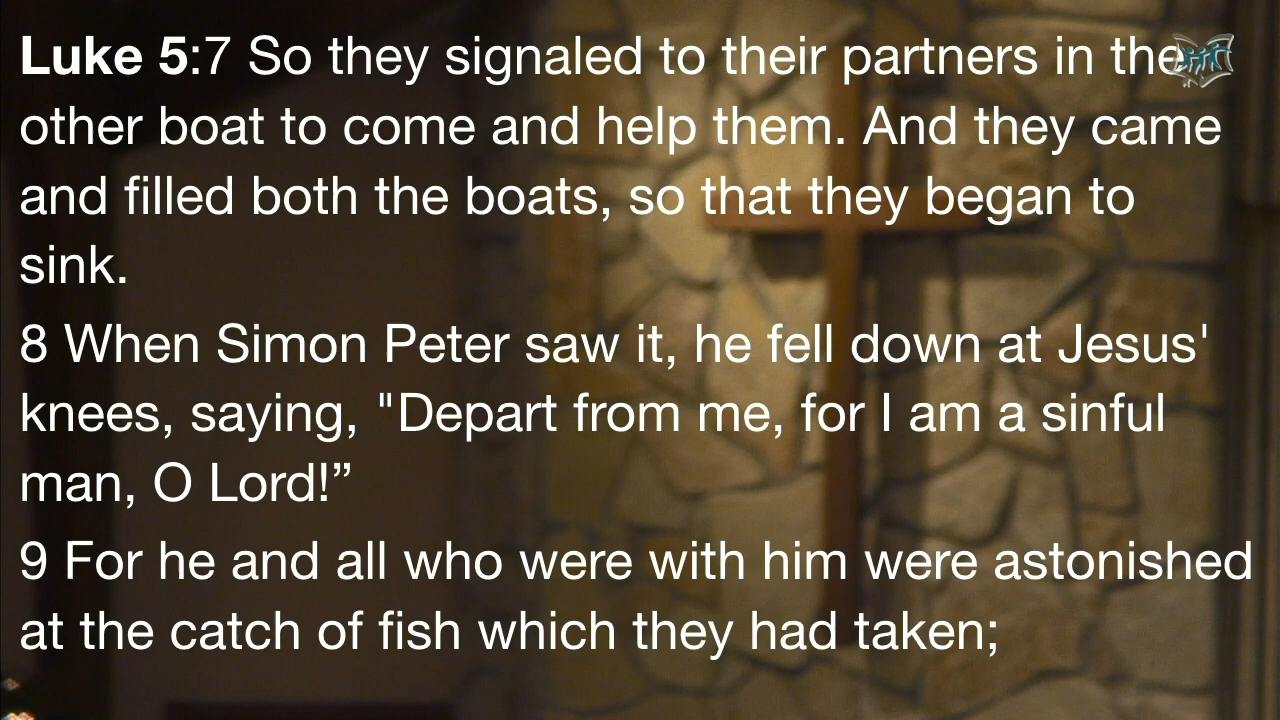 Luke 5:7 So they signaled to their partners in the
other boat to come and help them. And they came
and filled both the boats, so that they began to
sink.
8 When Simon Peter saw it, he fell down at Jesus'
knees, saying, "Depart from me, for I am a sinful
man, O Lord!”
9 For he and all who were with him were astonished
at the catch of fish which they had taken;